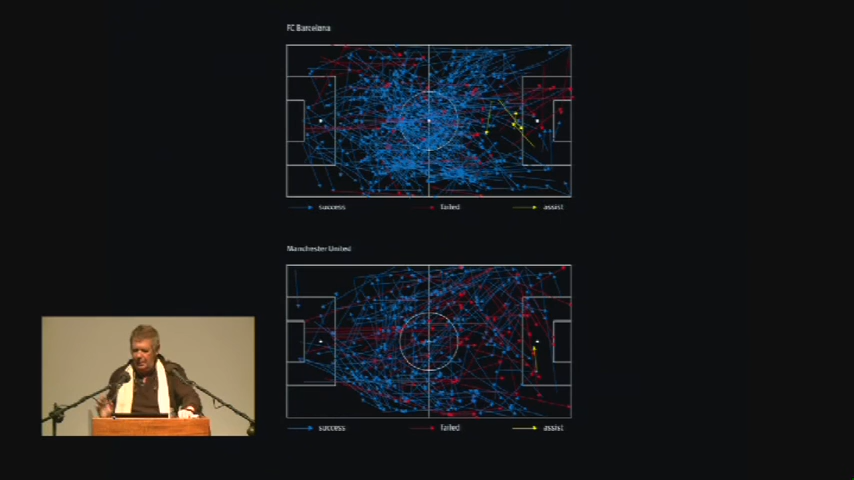 FC Barcelona
success failed assist
Manchester United
success failed assist